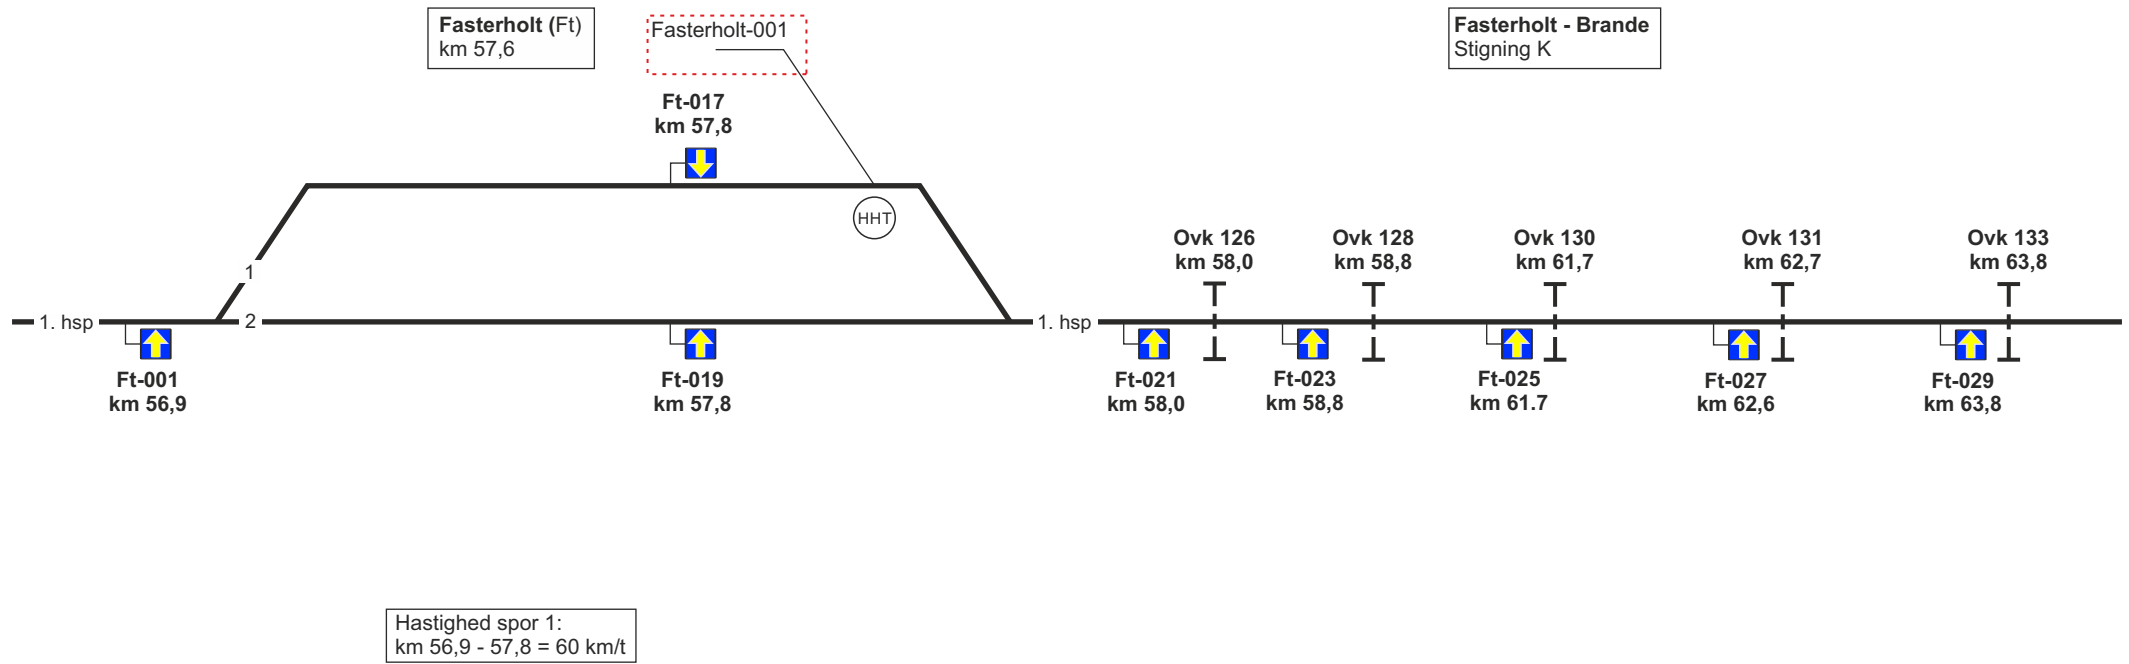 Fasterholt (Ft)
km 57,6
Fasterholt-001
Fasterholt - Brande
Stigning K
Ft-017
km 57,8
HHT
1
1. hsp
2
1. hsp
Ovk 126
km 58,0
Ovk 128
km 58,8
Ovk 130
km 61,7
Ovk 131
km 62,7
Ovk 133
km 63,8
Ft-001
km 56,9
Ft-019
km 57,8
Ft-021
km 58,0
Ft-023
km 58,8
Ft-025
km 61.7
Ft-027
km 62,6
Ft-029
km 63,8
Hastighed spor 1:
km 56,9 - 57,8 = 60 km/t